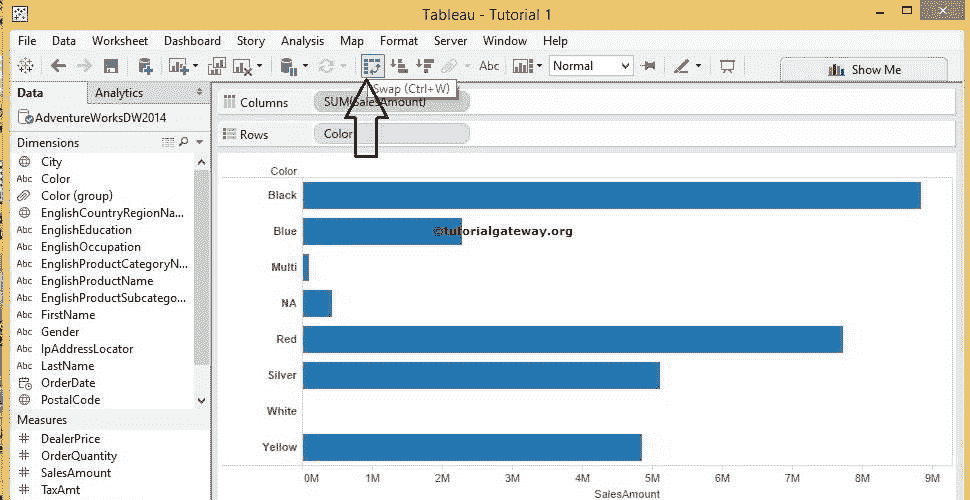 Tableau - Tutorial 1
File Data Worksheet Dashboard Story Analysis Map Format Server Window Help
Abc Normal Show Me
Swap (Ctrl+W)
Data Analytics
Columns SUM(SalesAmount)
AdventureWorksDW2014
Rows Color
Dimensions
City
Abc Color
Color (group)
EnglishCountryRegionNa...
Abc EnglishEducation
Abc EnglishOccupation
Abc EnglishProductCategoryN...
Abc EnglishProductName
Abc EnglishProductSubcatego...
Abc FirstName
Abc Gender
Abc IpAddressLocator
Abc LastName
OrderDate
PostalCode
Measures
# DealerPrice
# OrderQuantity
# SalesAmount
# TaxAmt
Color
Black
Blue
©tutorialgateway.org
Multi
NA
Red
Silver
White
Yellow
0M 1M 2M 3M 4M 5M 6M 7M 8M 9M
SalesAmount